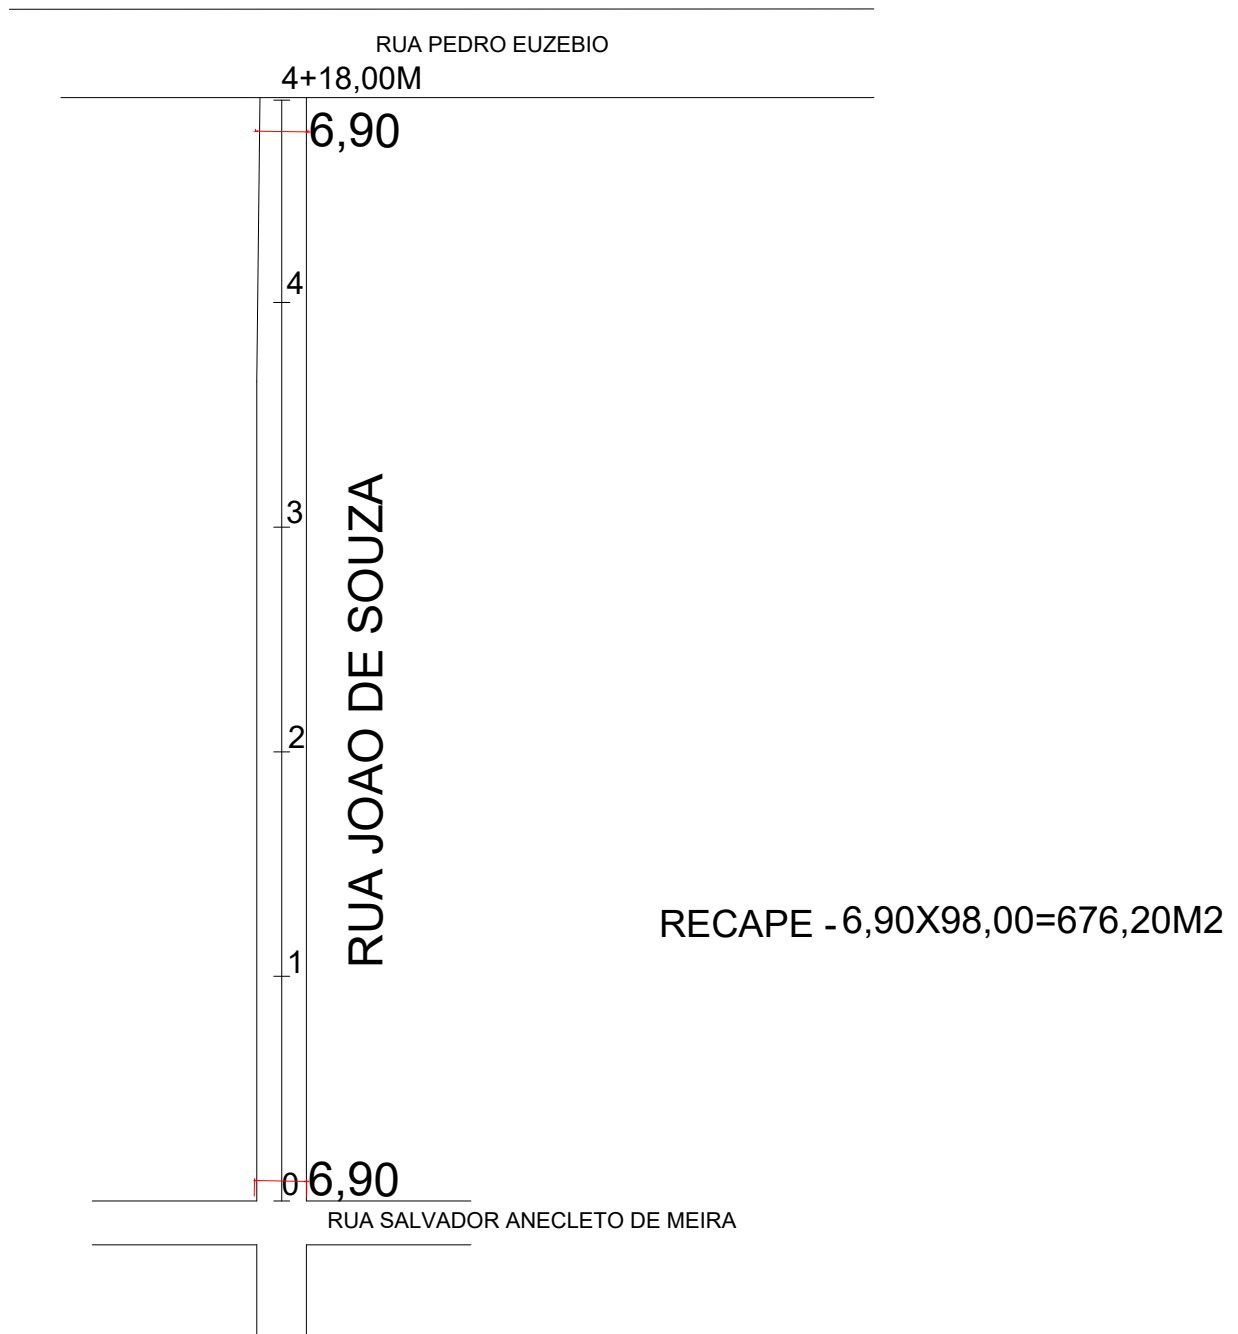 RUA PEDRO EUZEBIO
4+18,00M
6,90
4
3
RUA JOAO DE SOUZA
2
RECAPE - 6,90X98,00=676,20M2
1
0 6,90
RUA SALVADOR ANECLETO DE MEIRA